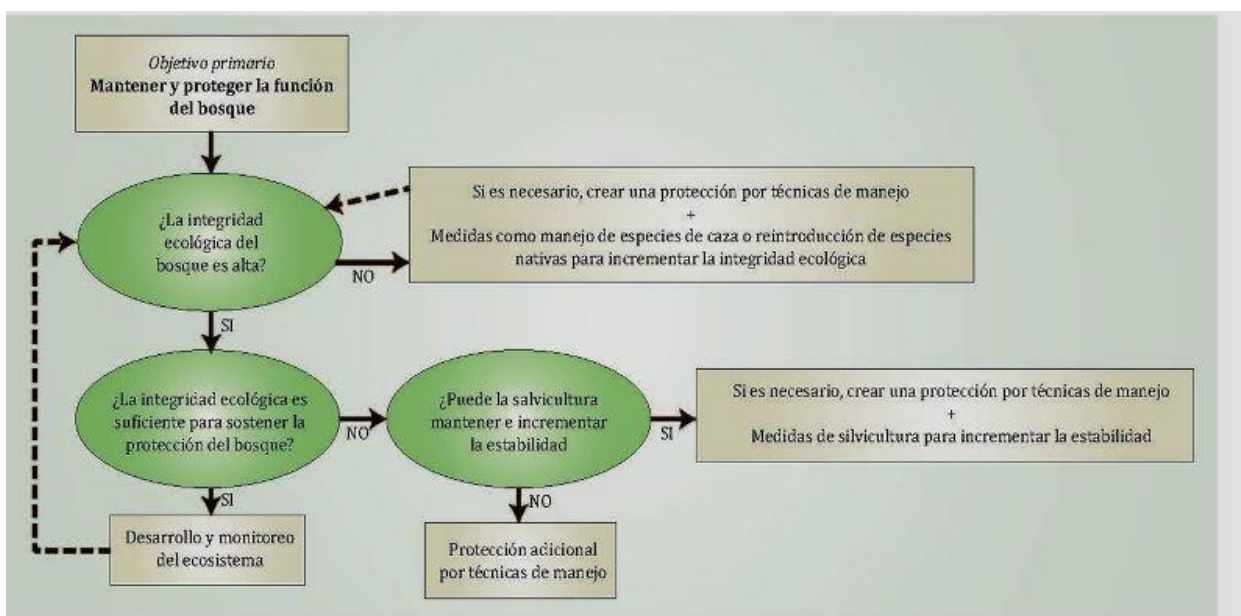 Objetivo primario
Mantener y proteger la función
del bosque
¿La integridad
ecológica del
bosque es alta?
NO
Si es necesario, crear una protección por técnicas de manejo
+
Medidas como manejo de especies de caza o reintroducción de especies
nativas para incrementar la integridad ecológica
SI
¿La integridad ecológica es
suficiente para sostener la
protección del bosque?
NO
¿Puede la salvicultura
mantener e incrementar
la estabilidad
SI
Si es necesario, crear una protección por técnicas de manejo
+
Medidas de silvicultura para incrementar la estabilidad
SI
NO
Desarrollo y monitoreo
del ecosistema
Protección adicional
por técnicas de manejo